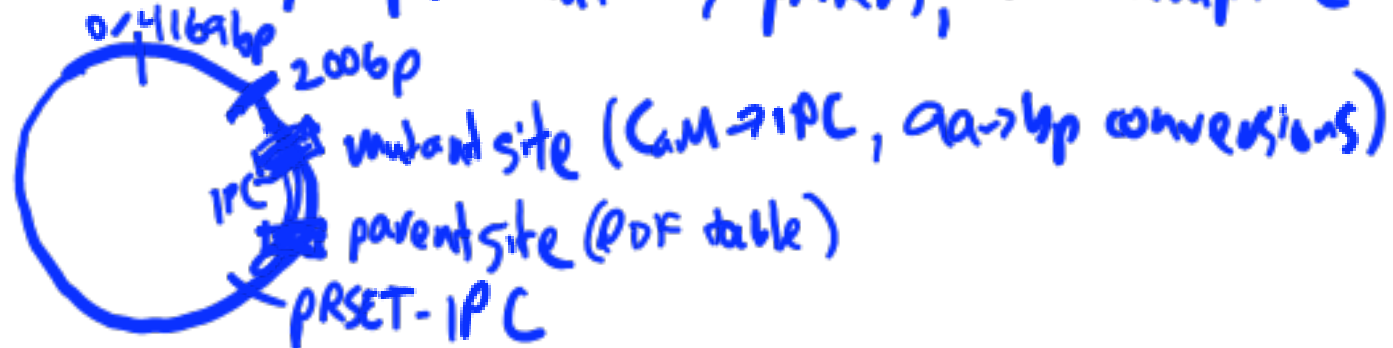 0/4169bp
200bp
mutant site (CaM→IPC, aa→bp conversions)
IPC
parent site (PDF table)
pRSET-IPC